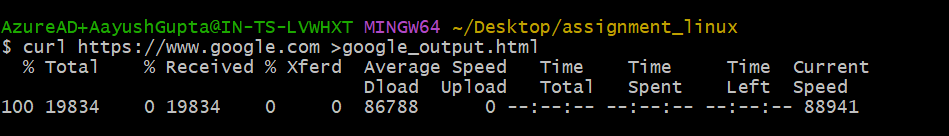 AzureAD+AayushGupta@IN-TS-LVWHXT MINGW64 ~/Desktop/assignment_linux
$ curl https://www.google.com >google_output.html
  % Total    % Received % Xferd  Average Speed   Time    Time     Time  Current
                                 Dload  Upload   Total   Spent    Left  Speed
100 19834    0 19834    0     0  86788      0 --:--:-- --:--:-- --:--:-- 88941